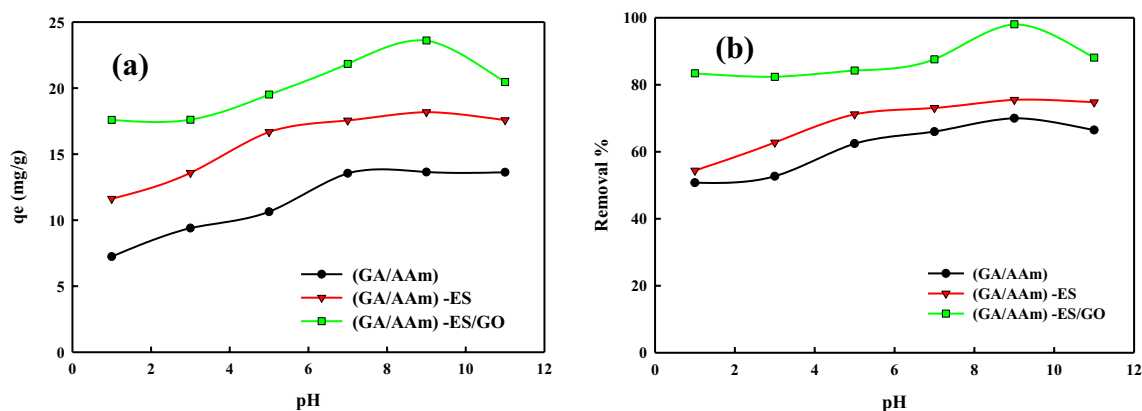 (a)
qe (mg/g)
25
20
15
10
5
0
(GA/AAm)
(GA/AAm) -ES
(GA/AAm) -ES/GO
0 2 4 6 8 10 12
pH
(b)
Removal %
100
80
60
40
20
0
(GA/AAm)
(GA/AAm) -ES
(GA/AAm) -ES/GO
0 2 4 6 8 10 12
pH